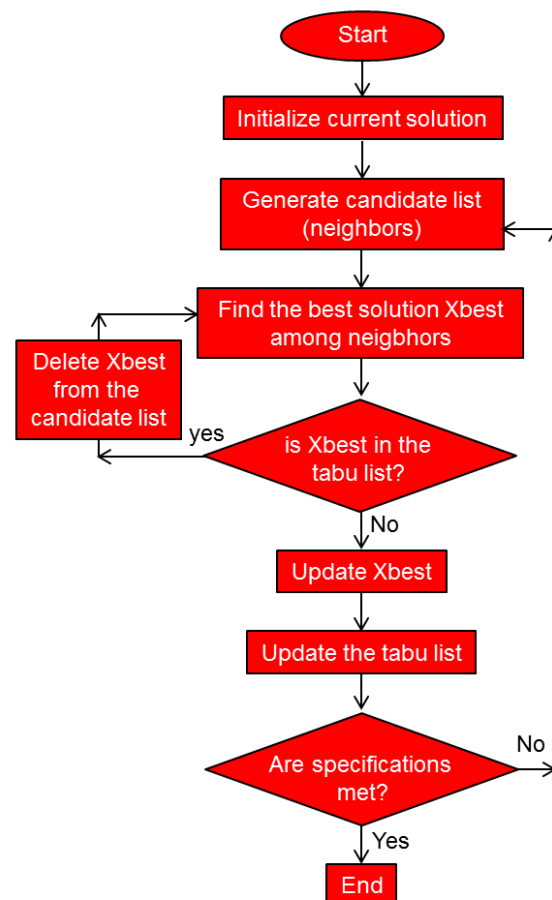 Start
Initialize current solution
Generate candidate list
(neighbors)
Find the best solution Xbest
among neigbhors
Delete Xbest
from the
candidate list
yes
is Xbest in the
tabu list?
No
Update Xbest
Update the tabu list
No
Are specifications
met?
Yes
End